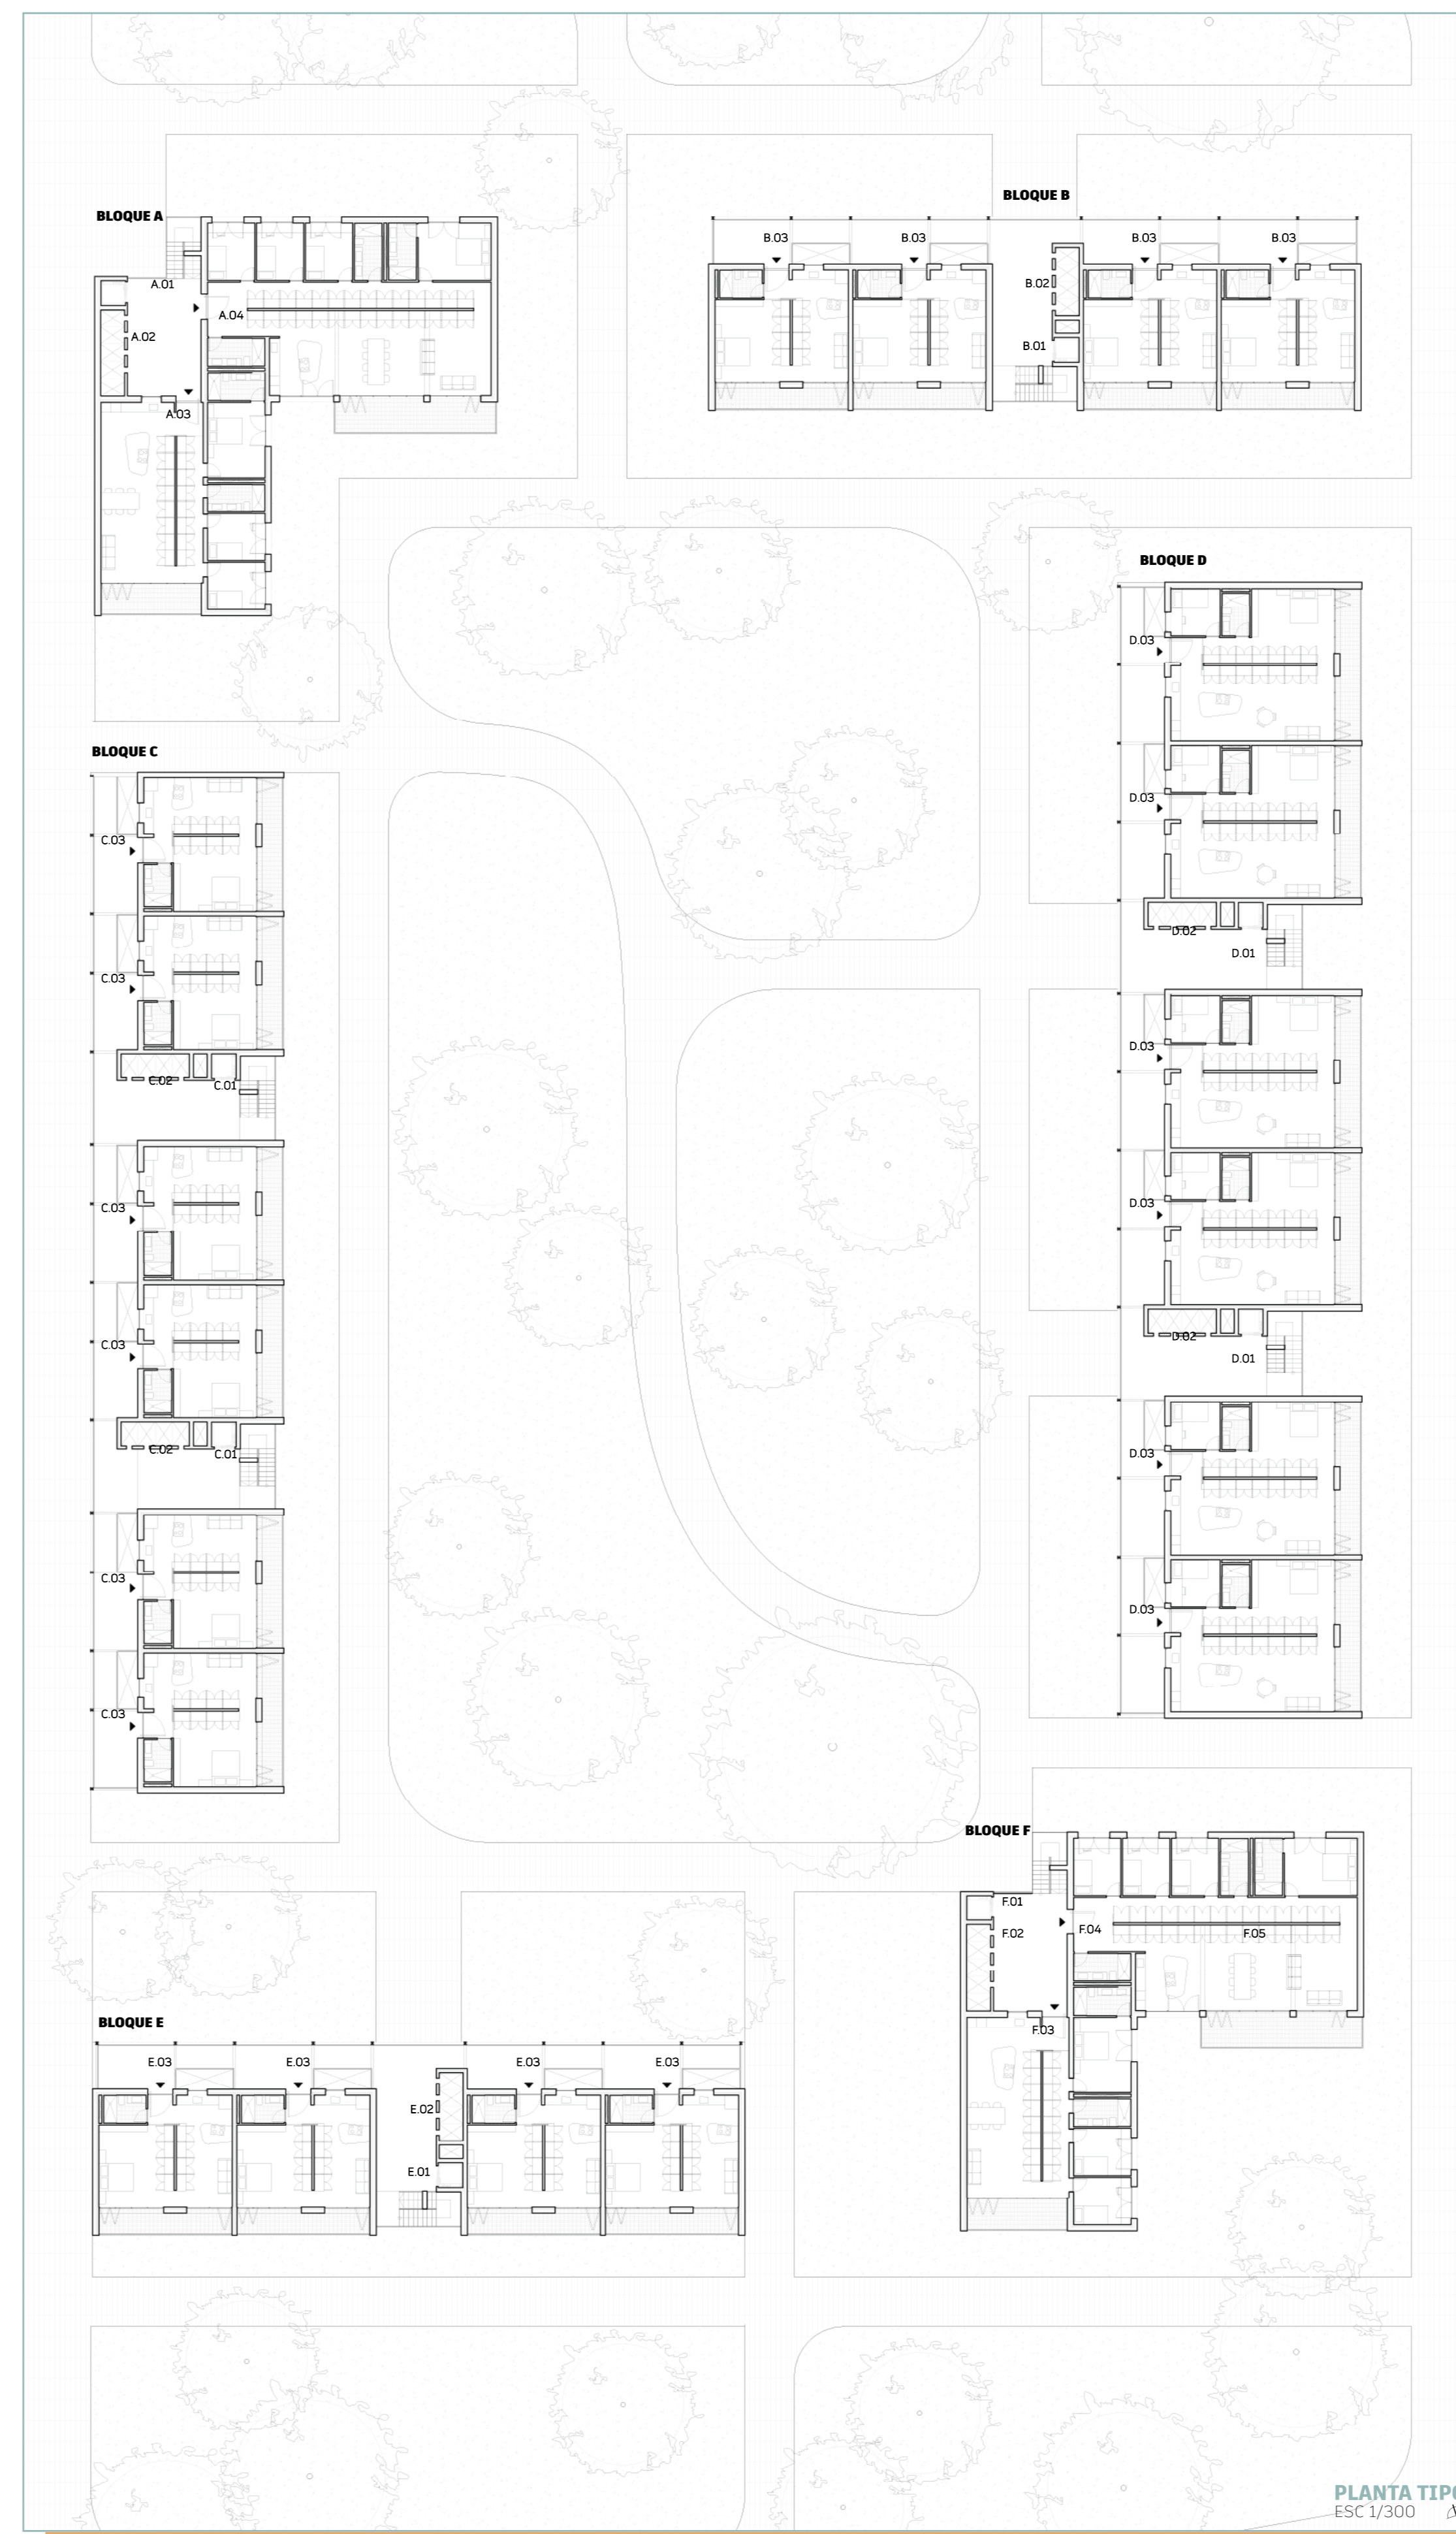 BLOQUE A
A.01
A.02
A.04
A.03
BLOQUE B
B.03
B.03
B.03
B.03
B.02
B.01
BLOQUE C
C.03
C.03
C.02
C.01
C.03
C.03
C.02
C.01
C.03
C.03
BLOQUE D
D.03
D.03
D.02
D.01
D.03
D.03
D.02
D.01
D.03
D.03
BLOQUE E
E.03
E.03
E.03
E.03
E.02
E.01
BLOQUE F
F.01
F.02
F.04
F.05
F.03
PLANTA TIPO
ESC 1/300